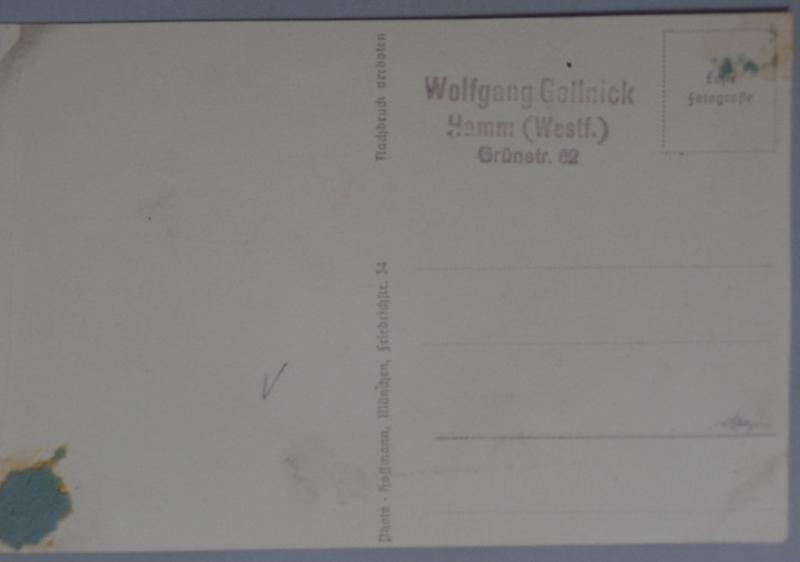 Nachdruck verboten
Photo - Hoffmann, München, Friedrichstr. 34
Wolfgang Gollnick
Hamm (Westf.)
Grünstr. 62
Echte
Fotografie